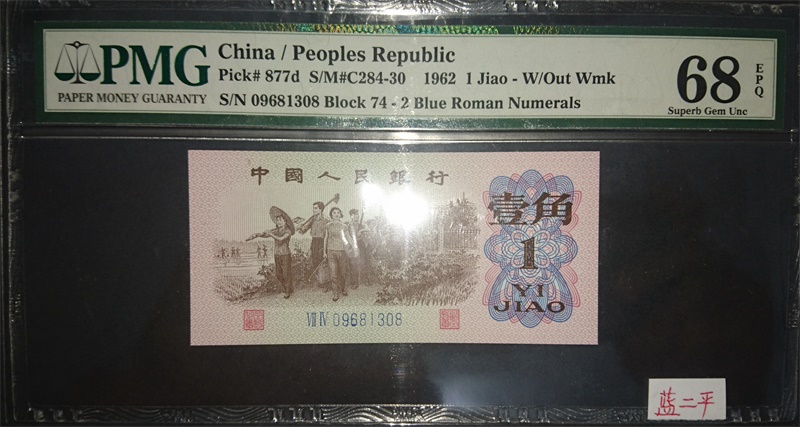 PMG
PAPER MONEY GUARANTY
China / Peoples Republic
Pick# 877d S/M#C284-30 1962 1 Jiao - W/Out Wmk
S/N 09681308 Block 74 - 2 Blue Roman Numerals
68 EPQ
Superb Gem Unc
中國人民銀行
壹角
1
YI
JIAO
VIII IV 09681308
蓝二平